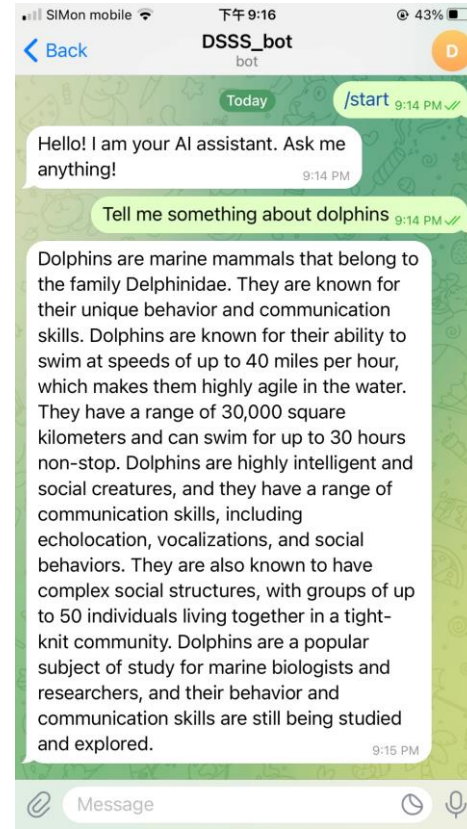 SIMon mobile 下午 9:16 43%
Back DSSS_bot D
bot
Today
/start 9:14 PM
Hello! I am your AI assistant. Ask me
anything! 9:14 PM
Tell me something about dolphins 9:14 PM
Dolphins are marine mammals that belong to
the family Delphinidae. They are known for
their unique behavior and communication
skills. Dolphins are known for their ability to
swim at speeds of up to 40 miles per hour,
which makes them highly agile in the water.
They have a range of 30,000 square
kilometers and can swim for up to 30 hours
non-stop. Dolphins are highly intelligent and
social creatures, and they have a range of
communication skills, including
echolocation, vocalizations, and social
behaviors. They are also known to have
complex social structures, with groups of up
to 50 individuals living together in a tight-
knit community. Dolphins are a popular
subject of study for marine biologists and
researchers, and their behavior and
communication skills are still being studied
and explored. 9:15 PM
Message